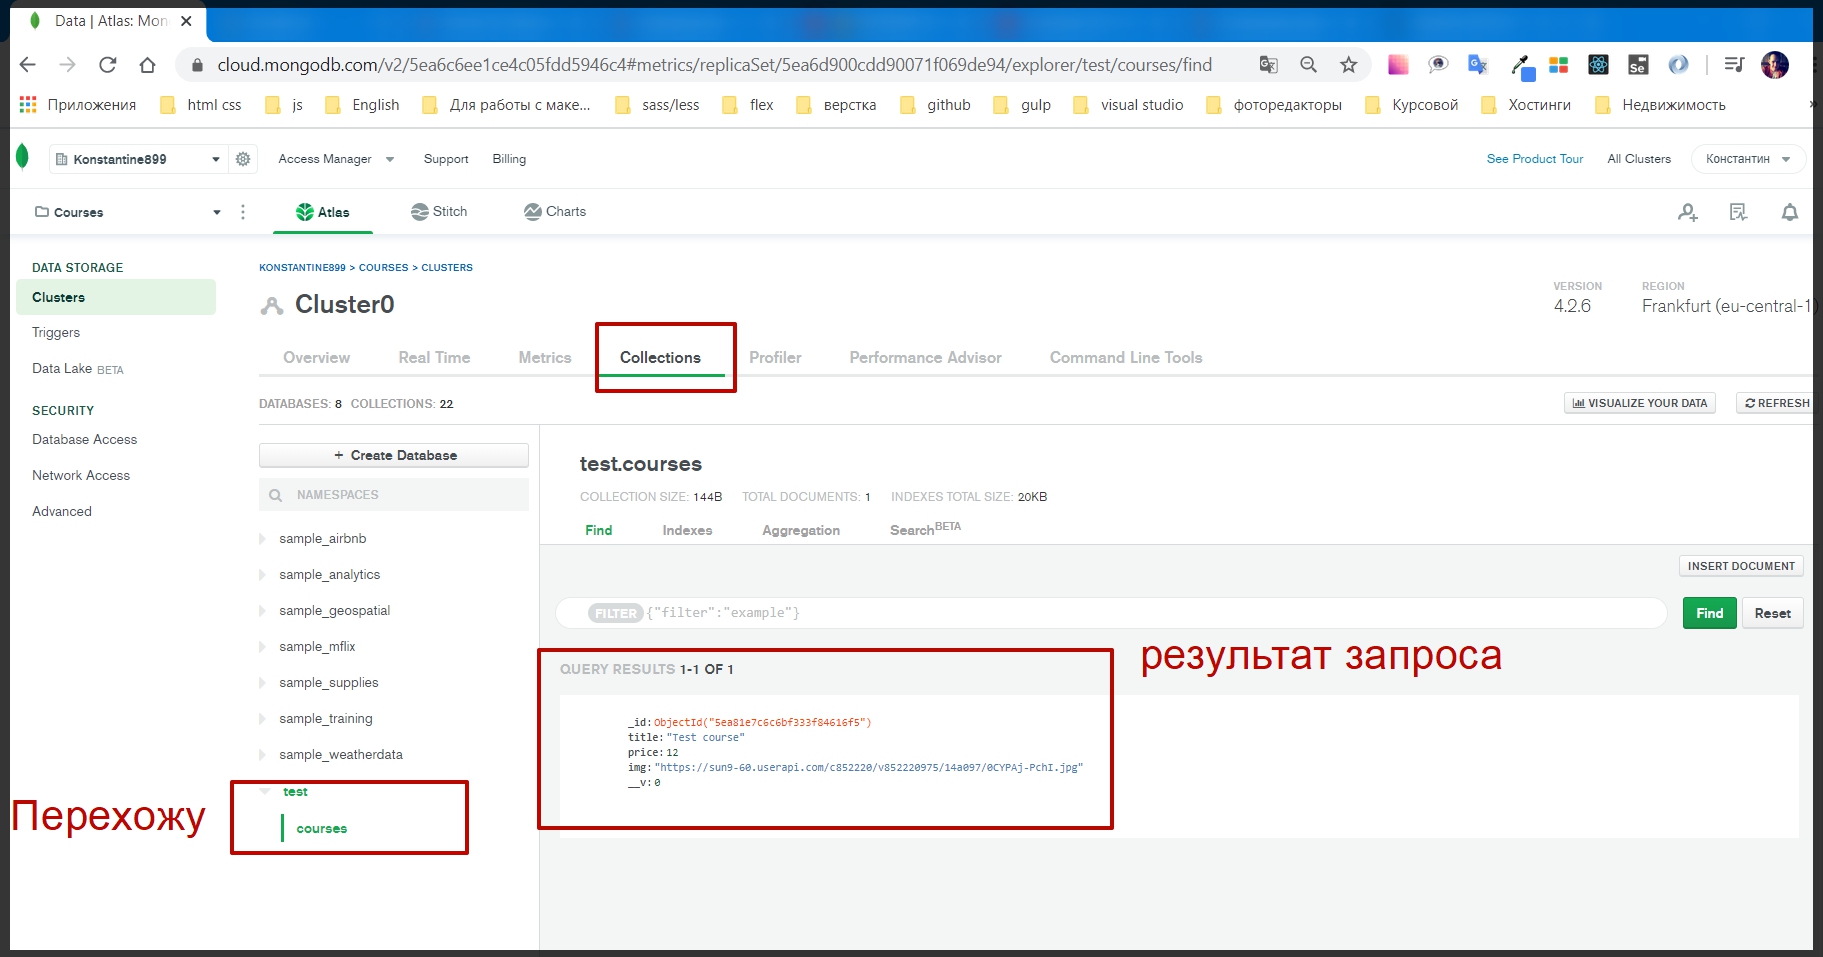 Data | Atlas: Mon
cloud.mongodb.com/v2/5ea6c6ee1ce4c05fdd5946c4#metrics/replicaSet/5ea6d900cdd90071f069de94/explorer/test/courses/find
Приложения html css js English Для работы с маке... sass/less flex верстка github gulp visual studio фоторедакторы Курсовой Хостинги Недвижимость »
Konstantine899 Access Manager Support Billing See Product Tour All Clusters Константин
Courses Atlas Stitch Charts
DATA STORAGE
Clusters
Triggers
Data Lake BETA
SECURITY
Database Access
Network Access
Advanced
KONSTANTINE899 > COURSES > CLUSTERS
Cluster0
VERSION
4.2.6
REGION
Frankfurt (eu-central-1)
Overview Real Time Metrics Collections Profiler Performance Advisor Command Line Tools
DATABASES: 8 COLLECTIONS: 22
VISUALIZE YOUR DATA REFRESH
+ Create Database
NAMESPACES
sample_airbnb
sample_analytics
sample_geospatial
sample_mflix
sample_supplies
sample_training
sample_weatherdata
test
courses
Перехожу
test.courses
COLLECTION SIZE: 144B TOTAL DOCUMENTS: 1 INDEXES TOTAL SIZE: 20KB
Find Indexes Aggregation Search BETA
INSERT DOCUMENT
FILTER {"filter":"example"}
Find Reset
результат запроса
QUERY RESULTS 1-1 OF 1
_id: ObjectId("5ea81e7c6c6bf333f84616f5")
title: "Test course"
price: 12
img: "https://sun9-60.userapi.com/c852220/v852220975/14a097/0CYPAj-PchI.jpg"
__v: 0